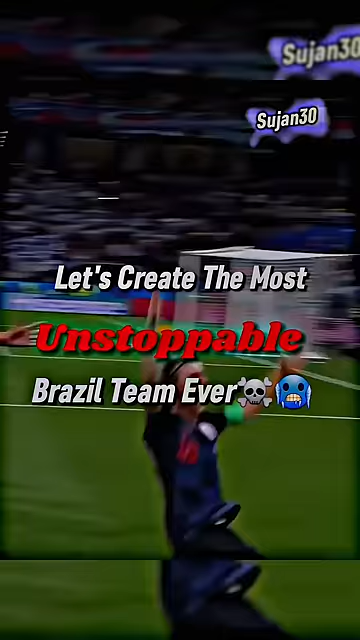 Sujan30
Sujan30
Let's Create The Most
Unstoppable
Brazil Team Ever☠️🥶